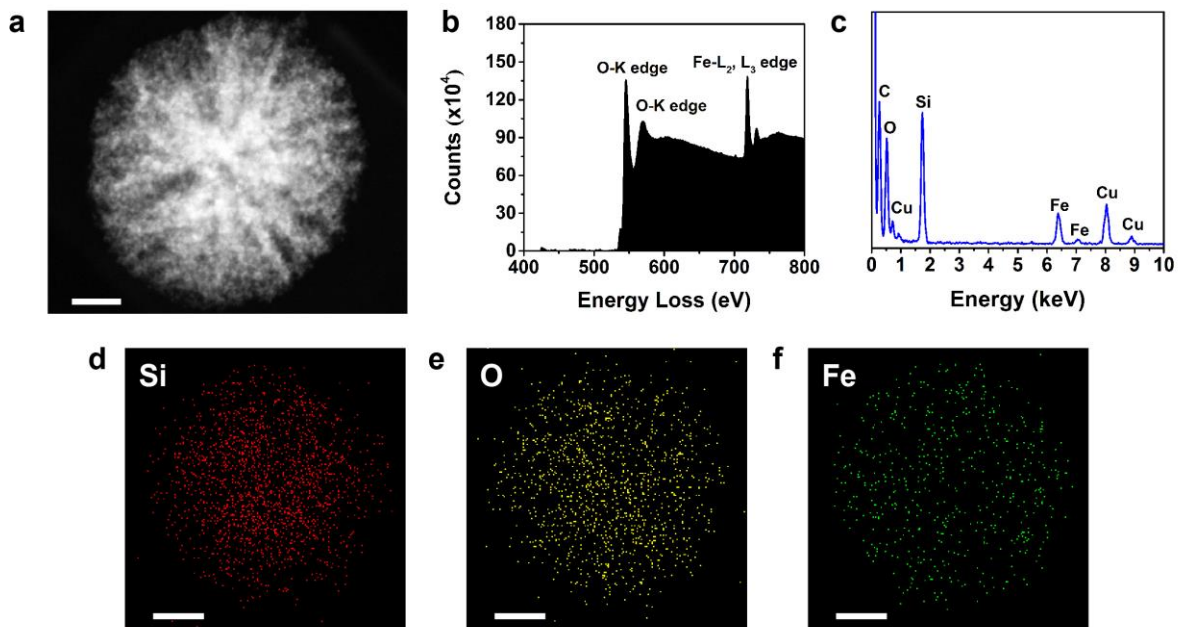 a
b
c
180
150
120
90
60
30
0
Counts (x10⁴)
O-K edge
O-K edge
Fe-L₂, L₃ edge
400 500 600 700 800
Energy Loss (eV)
C
O
Cu
Si
Fe
Fe
Cu
Cu
0 1 2 3 4 5 6 7 8 9 10
Energy (keV)
d
Si
e
O
f
Fe